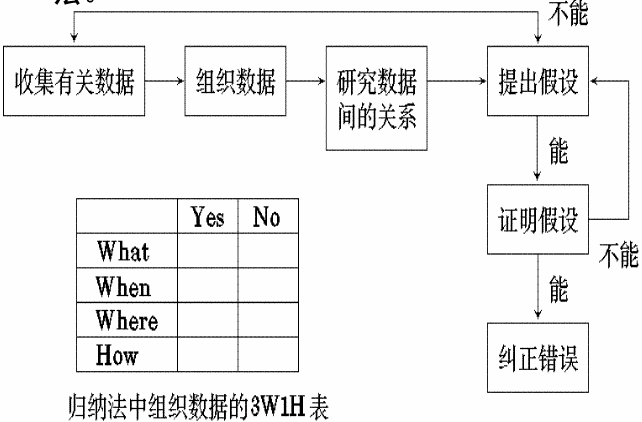 法。
不能
收集有关数据
组织数据
研究数据
间的关系
提出假设
能
证明假设
不能
能
纠正错误
Yes No
What
When
Where
How
归纳法中组织数据的3W1H表